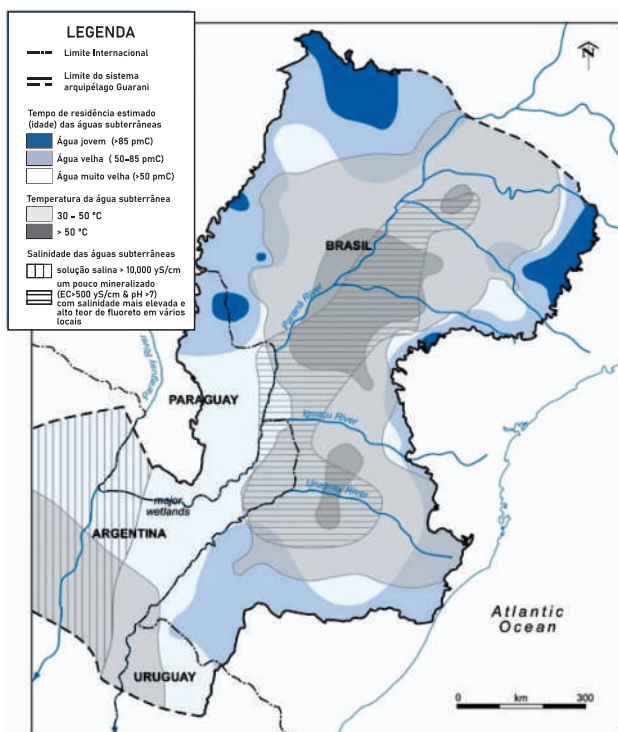 LEGENDA
Limite Internacional
Limite do sistema
arquipélago Guarani
Tempo de residência estimado
(idade) das águas subterrâneas
Água jovem (>85 pmC)
Água velha ( 50-85 pmC)
Água muito velha (>50 pmC)
Temperatura da água
subterrânea
30 - 50 °C
> 50 °C
Salinidade das águas subterrâneas
solução salina > 10,000 yS/cm
um pouco mineralizado
(EC>500 yS/cm & pH >7)
com salinidade mais elevada e
alto teor de fluoreto em vários
locais
N
BRASIL
Paraná River
Paraguay River
PARAGUAY
Iguaçu River
Uruguay River
major
wetlands
ARGENTINA
Atlantic
Ocean
URUGUAY
0 km 300